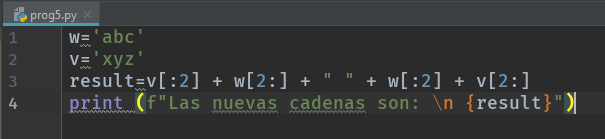 prog5.py
1 w='abc'
2 v='xyz'
3 result=v[:2] + w[2:] + " " + w[:2] + v[2:]
4 print (f"Las nuevas cadenas son: \n {result}")